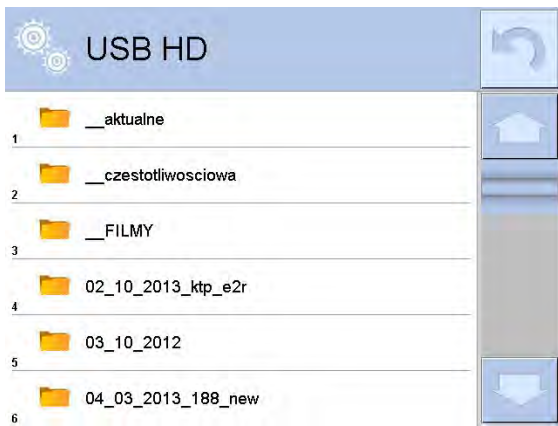 USB HD
__aktualne
1
__czestotliwosciowa
2
__FILMY
3
02_10_2013_ktp_e2r
4
03_10_2012
5
04_03_2013_188_new
6